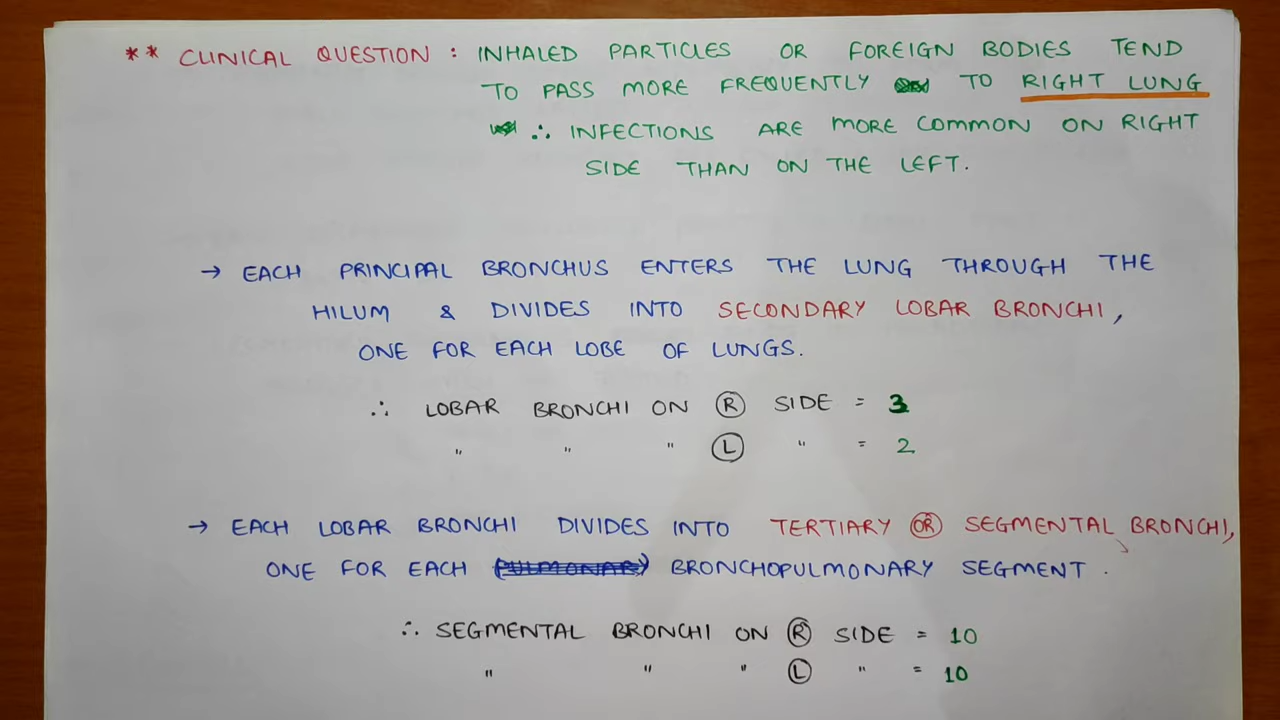 ** CLINICAL QUESTION : INHALED PARTICLES OR FOREIGN BODIES TEND
TO PASS MORE FREQUENTLY TO RIGHT LUNG
∴ INFECTIONS ARE MORE COMMON ON RIGHT
SIDE THAN ON THE LEFT.
→ EACH PRINCIPAL BRONCHUS ENTERS THE LUNG THROUGH THE
HILUM & DIVIDES INTO SECONDARY LOBAR BRONCHI,
ONE FOR EACH LOBE OF LUNGS.
∴ LOBAR BRONCHI ON Ⓡ SIDE = 3
" " " Ⓛ " = 2
→ EACH LOBAR BRONCHI DIVIDES INTO TERTIARY OR SEGMENTAL BRONCHI,
ONE FOR EACH (PULMONARY) BRONCHOPULMONARY SEGMENT.
∴ SEGMENTAL BRONCHI ON Ⓡ SIDE = 10
" " " Ⓛ " = 10